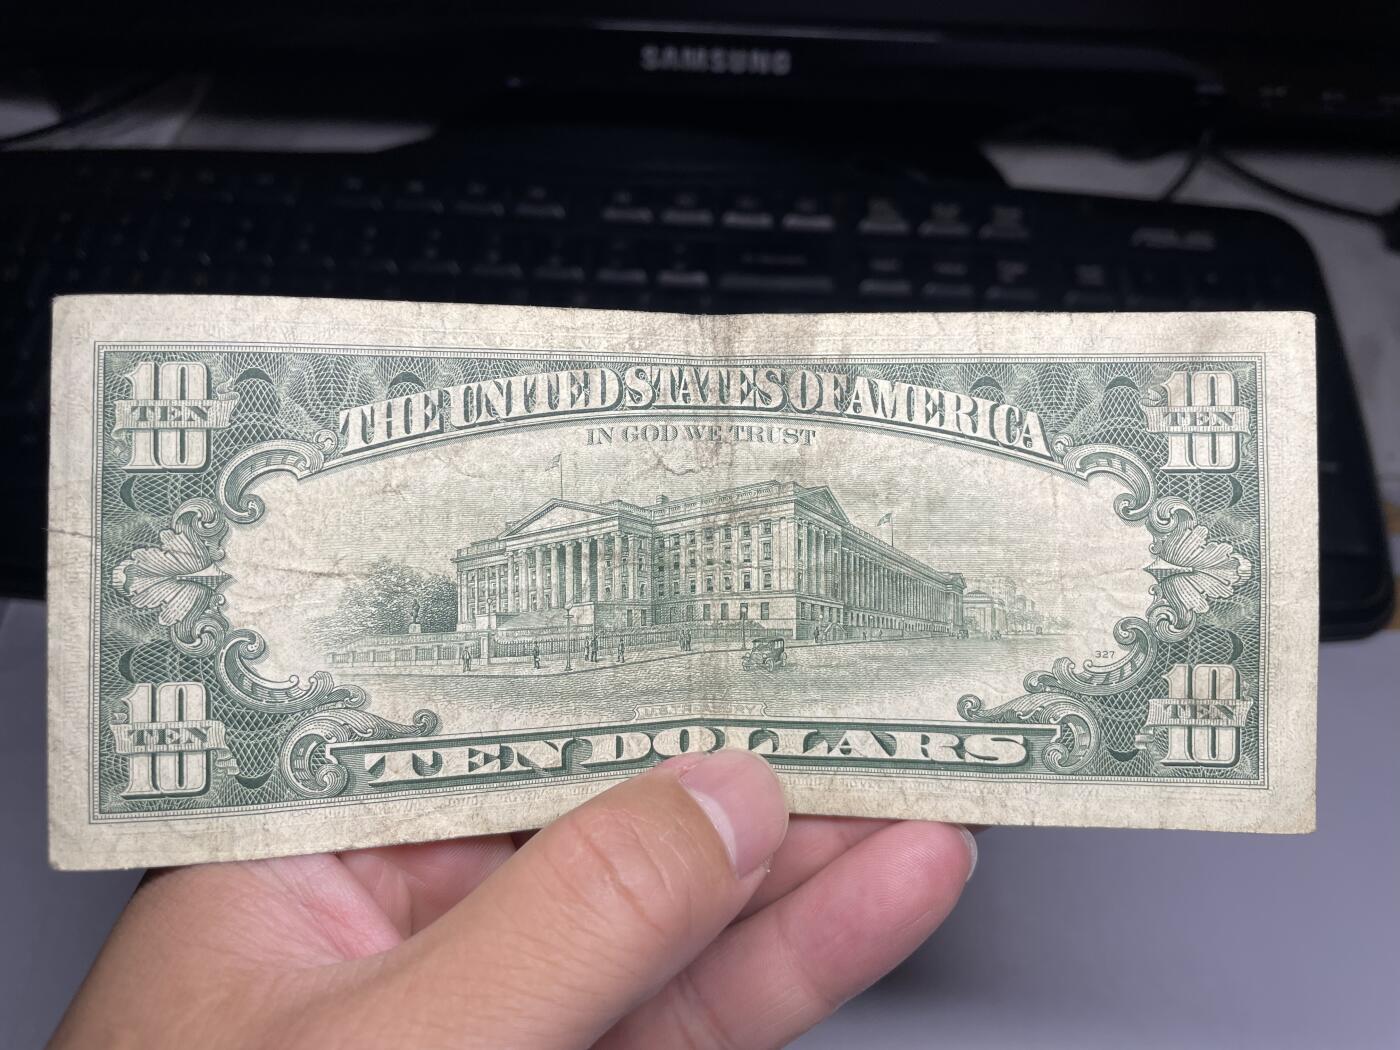 SAMSUNG
ASUS
10
TEN
10
TEN
THE UNITED STATES OF AMERICA
IN GOD WE TRUST
327
10
TEN
10
TEN
TEN DOLLARS